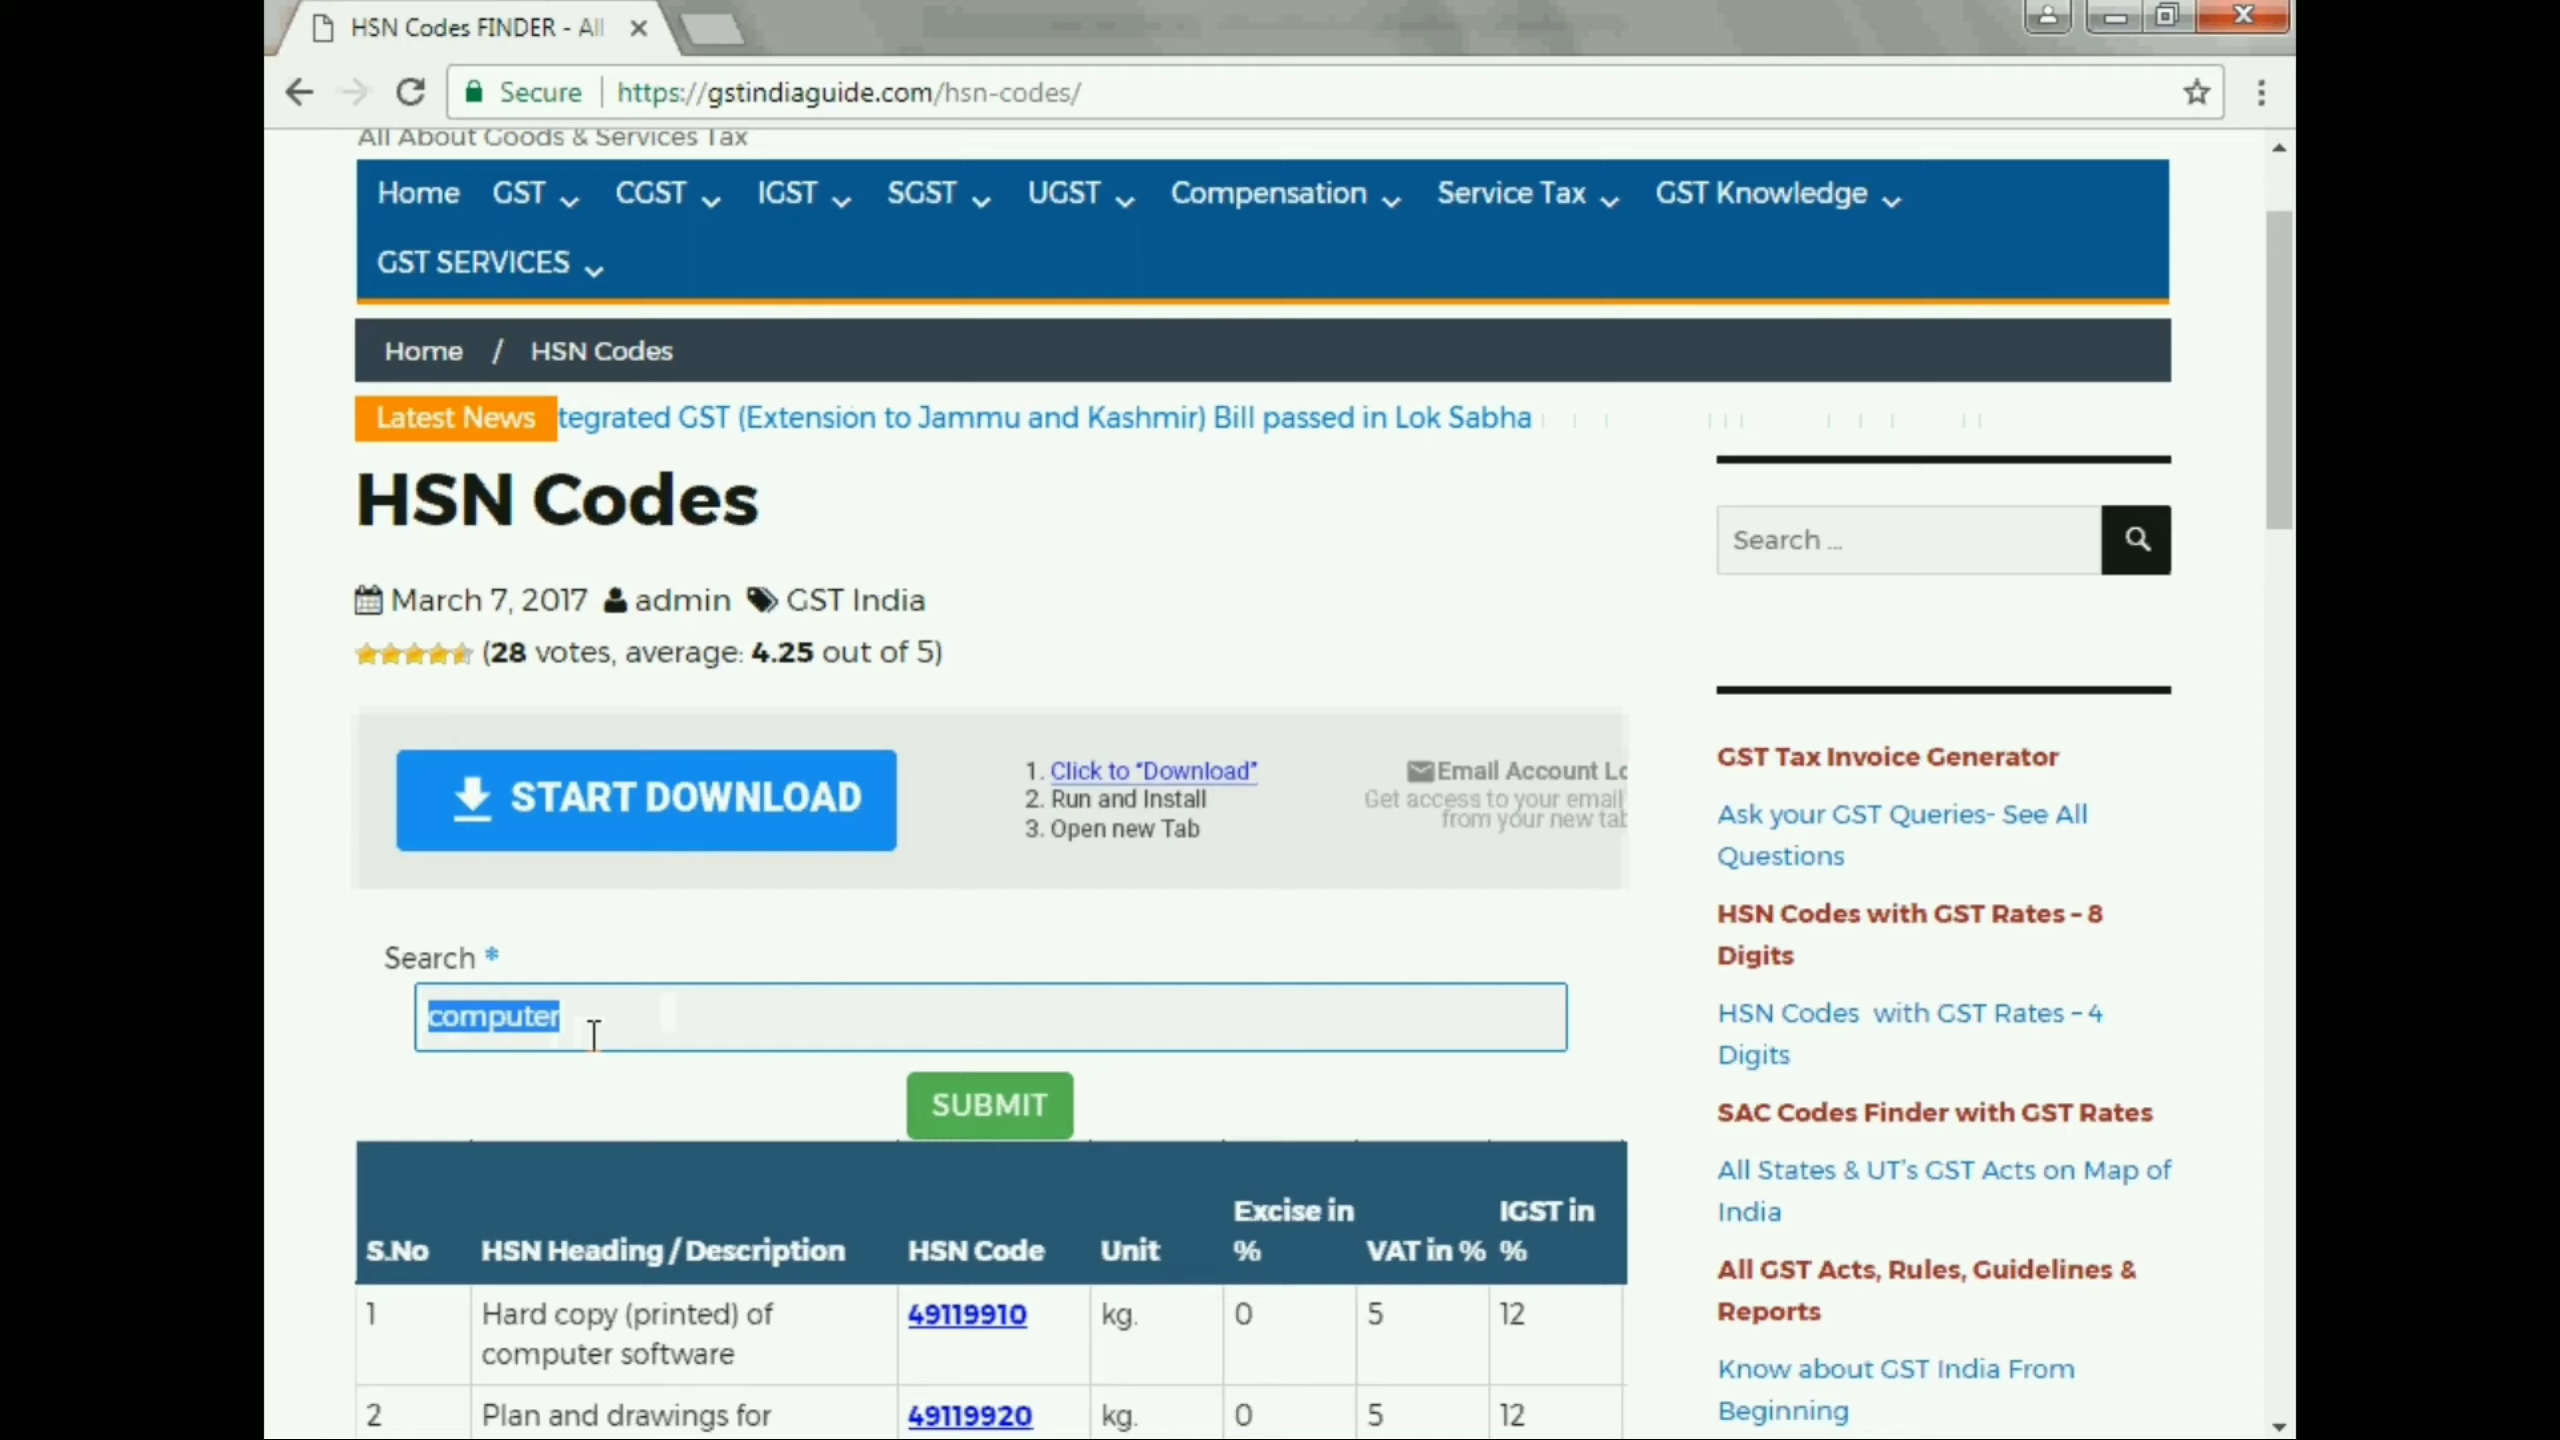 HSN Codes FINDER - All
Secure https://gstindiaguide.com/hsn-codes/
All About Goods & Services Tax
Home GST CGST IGST SGST UGST Compensation Service Tax GST Knowledge
GST SERVICES
Home / HSN Codes
Latest News tegrated GST (Extension to Jammu and Kashmir) Bill passed in Lok Sabha
HSN Codes
March 7, 2017 admin GST India
(28 votes, average: 4.25 out of 5)
START DOWNLOAD
1. Click to "Download"
2. Run and Install
3. Open new Tab
Email Account Lo
Get access to your email
from your new tab
Search *
computer
SUBMIT
S.No HSN Heading / Description HSN Code Unit Excise in % VAT in % IGST in %
1 Hard copy (printed) of computer software 49119910 kg. 0 5 12
2 Plan and drawings for 49119920 kg. 0 5 12
Search ...
GST Tax Invoice Generator
Ask your GST Queries- See All
Questions
HSN Codes with GST Rates – 8
Digits
HSN Codes with GST Rates – 4
Digits
SAC Codes Finder with GST Rates
All States & UT's GST Acts on Map of
India
All GST Acts, Rules, Guidelines &
Reports
Know about GST India From
Beginning